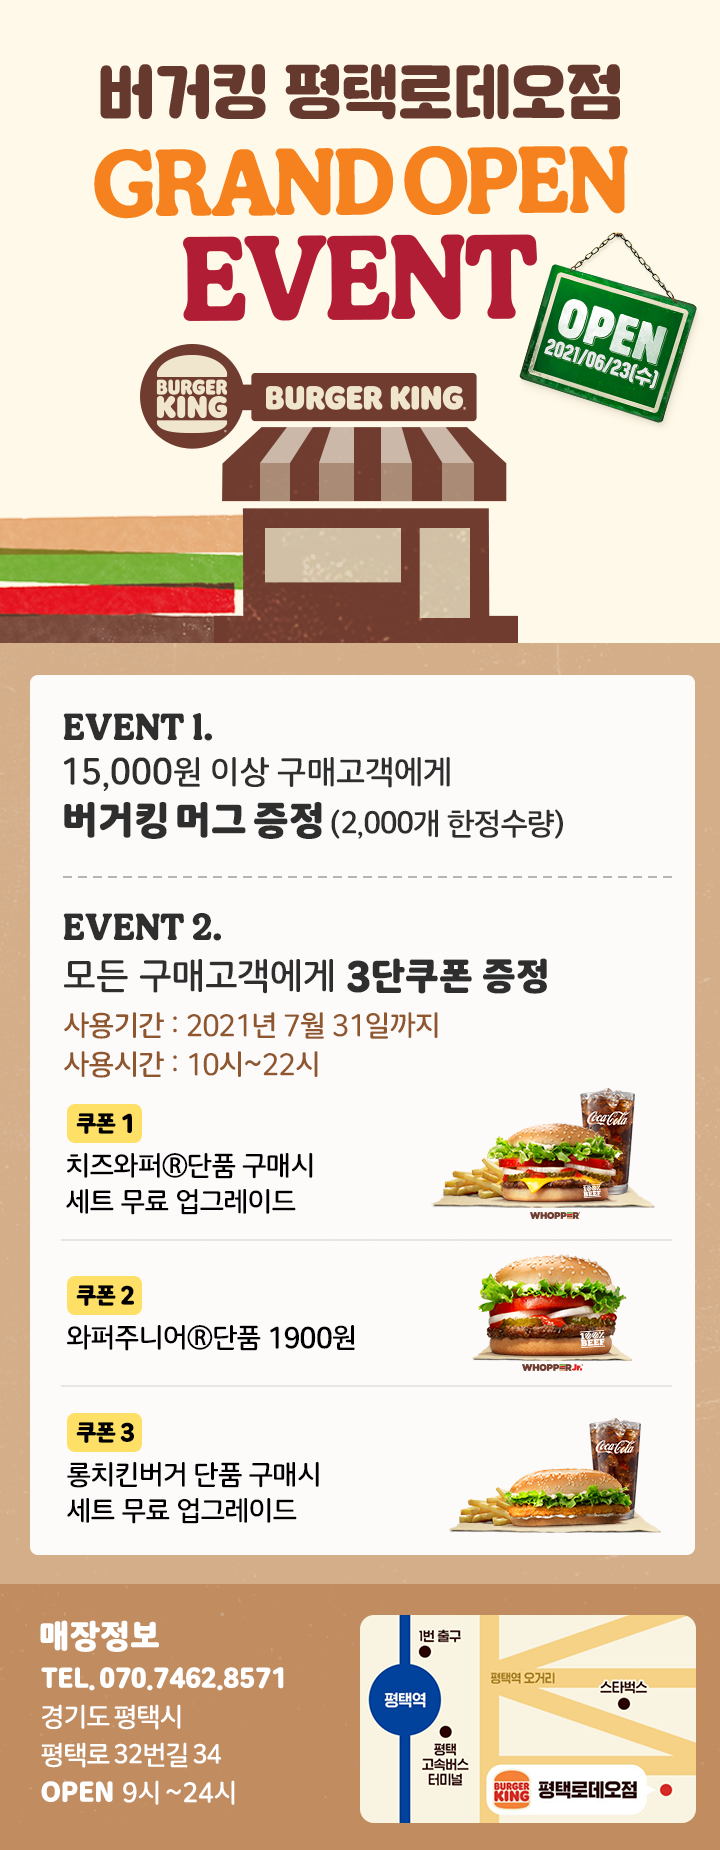 버거킹 평택로데오점
GRAND OPEN
EVENT
OPEN
2021/06/23(수)
BURGER
KING
BURGER KING
EVENT 1.
15,000원 이상 구매고객에게
버거킹 머그 증정 (2,000개 한정수량)
EVENT 2.
모든 구매고객에게 3단쿠폰 증정
사용기간 : 2021년 7월 31일까지
사용시간 : 10시~22시
쿠폰 1
치즈와퍼®단품 구매시
세트 무료 업그레이드
Coca-Cola
100%
BEEF
WHOPPER
쿠폰 2
와퍼주니어®단품 1900원
100%
BEEF
WHOPPER Jr.
쿠폰 3
롱치킨버거 단품 구매시
세트 무료 업그레이드
Coca-Cola
매장정보
TEL. 070.7462.8571
경기도 평택시
평택로 32번길 34
OPEN 9시 ~24시
1번 출구
평택역
평택역 오거리
스타벅스
평택
고속버스
터미널
BURGER
KING
평택로데오점